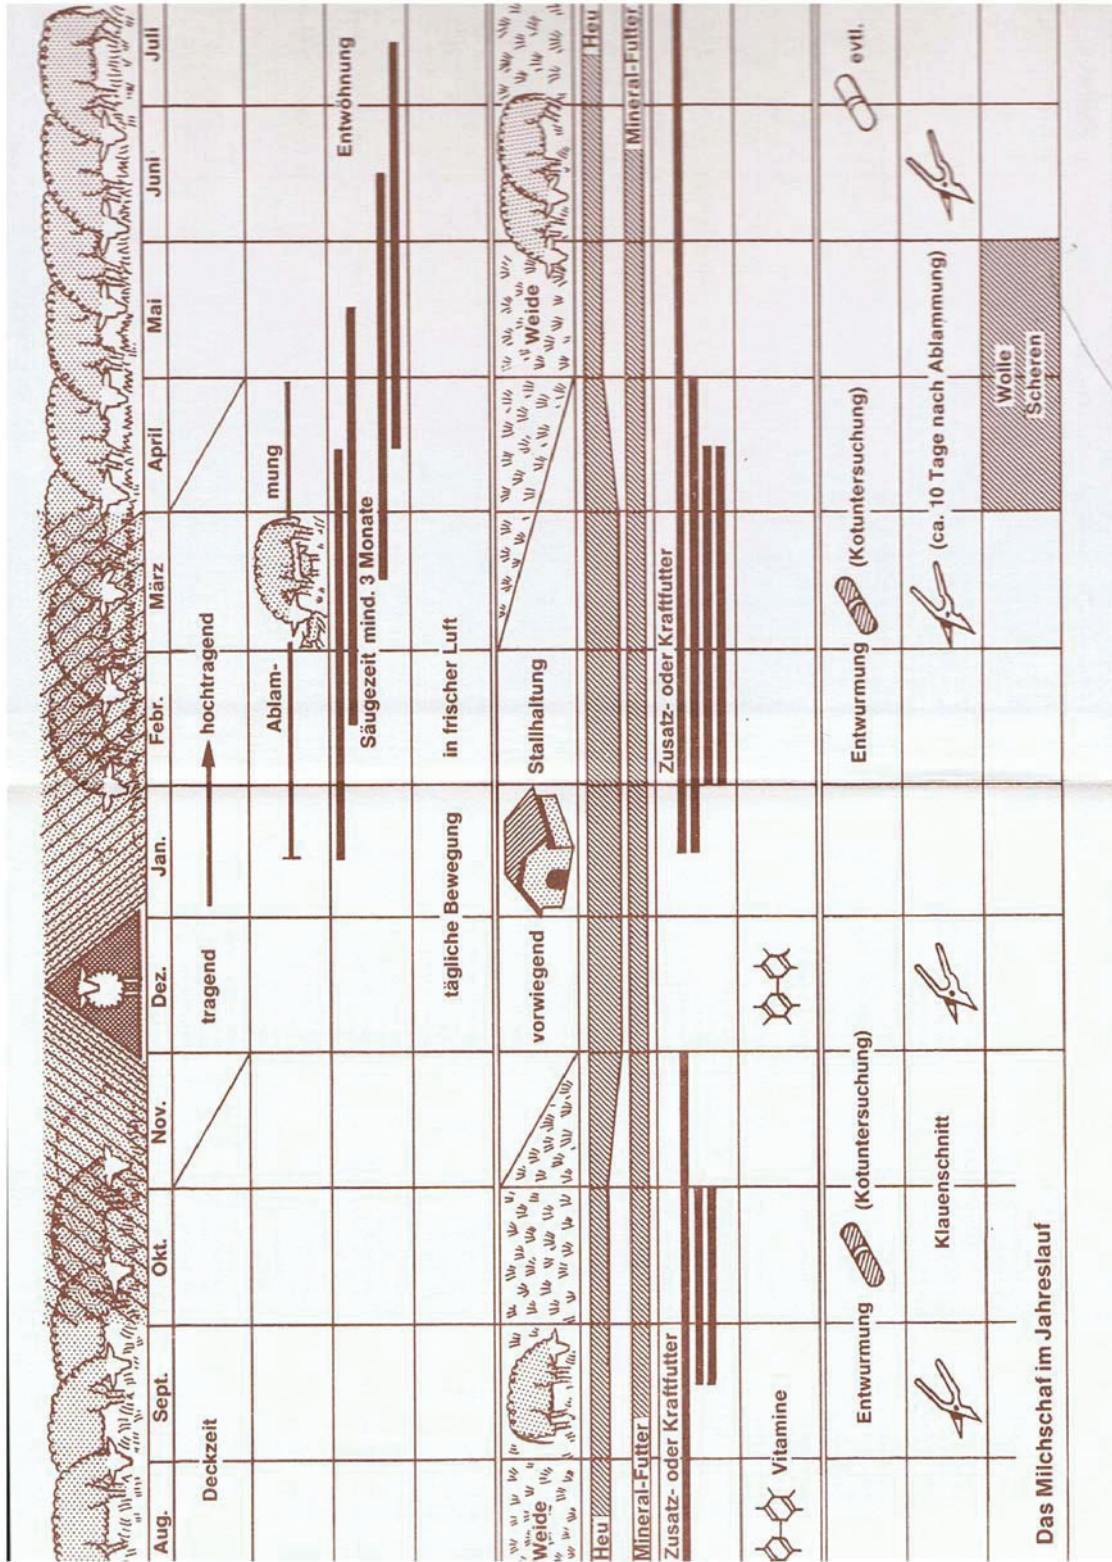 Aug. Sept. Okt. Nov. Dez. Jan. Febr. März April Mai Juni Juli
Deckzeit tragend hochtragend
Ablam- mung
Säugezeit mind. 3 Monate Entwöhnung
tägliche Bewegung in frischer Luft
Weide vorwiegend Stallhaltung Weide
Heu Heu
Mineral-Futter Mineral-Futter
Zusatz- oder Kraftfutter Zusatz- oder Kraftfutter
Vitamine
Entwurmung (Kotuntersuchung) Entwurmung (Kotuntersuchung) evtl.
Klauenschnitt (ca. 10 Tage nach Ablammung)
Wolle
Scheren
Das Milchschaf im Jahreslauf